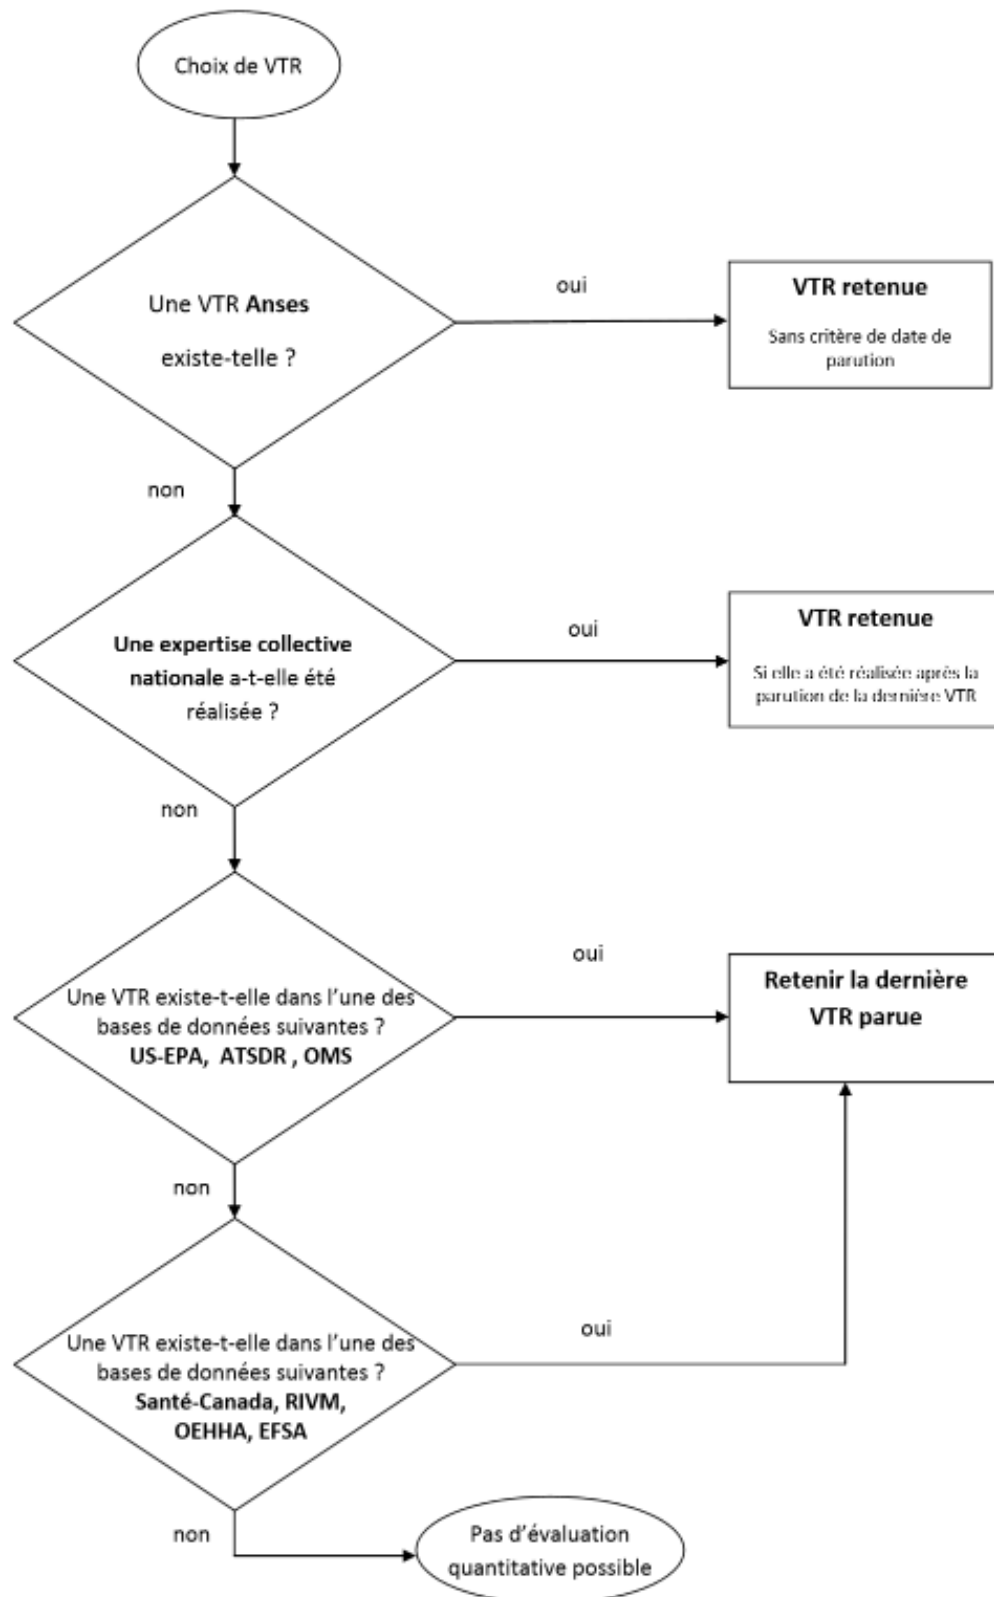 Choix de VTR
Une VTR Anses
existe-telle ?
oui
VTR retenue
Sans critère de date de
parution
non
Une expertise collective
nationale a-t-elle été
réalisée ?
oui
VTR retenue
Si elle a été réalisée après la
parution de la dernière VTR
non
Une VTR existe-t-elle dans l'une des
bases de données suivantes ?
US-EPA, ATSDR , OMS
oui
Retenir la dernière
VTR parue
non
Une VTR existe-t-elle dans l'une des
bases de données suivantes ?
Santé-Canada, RIVM,
OEHHA, EFSA
oui
non
Pas d'évaluation
quantitative possible